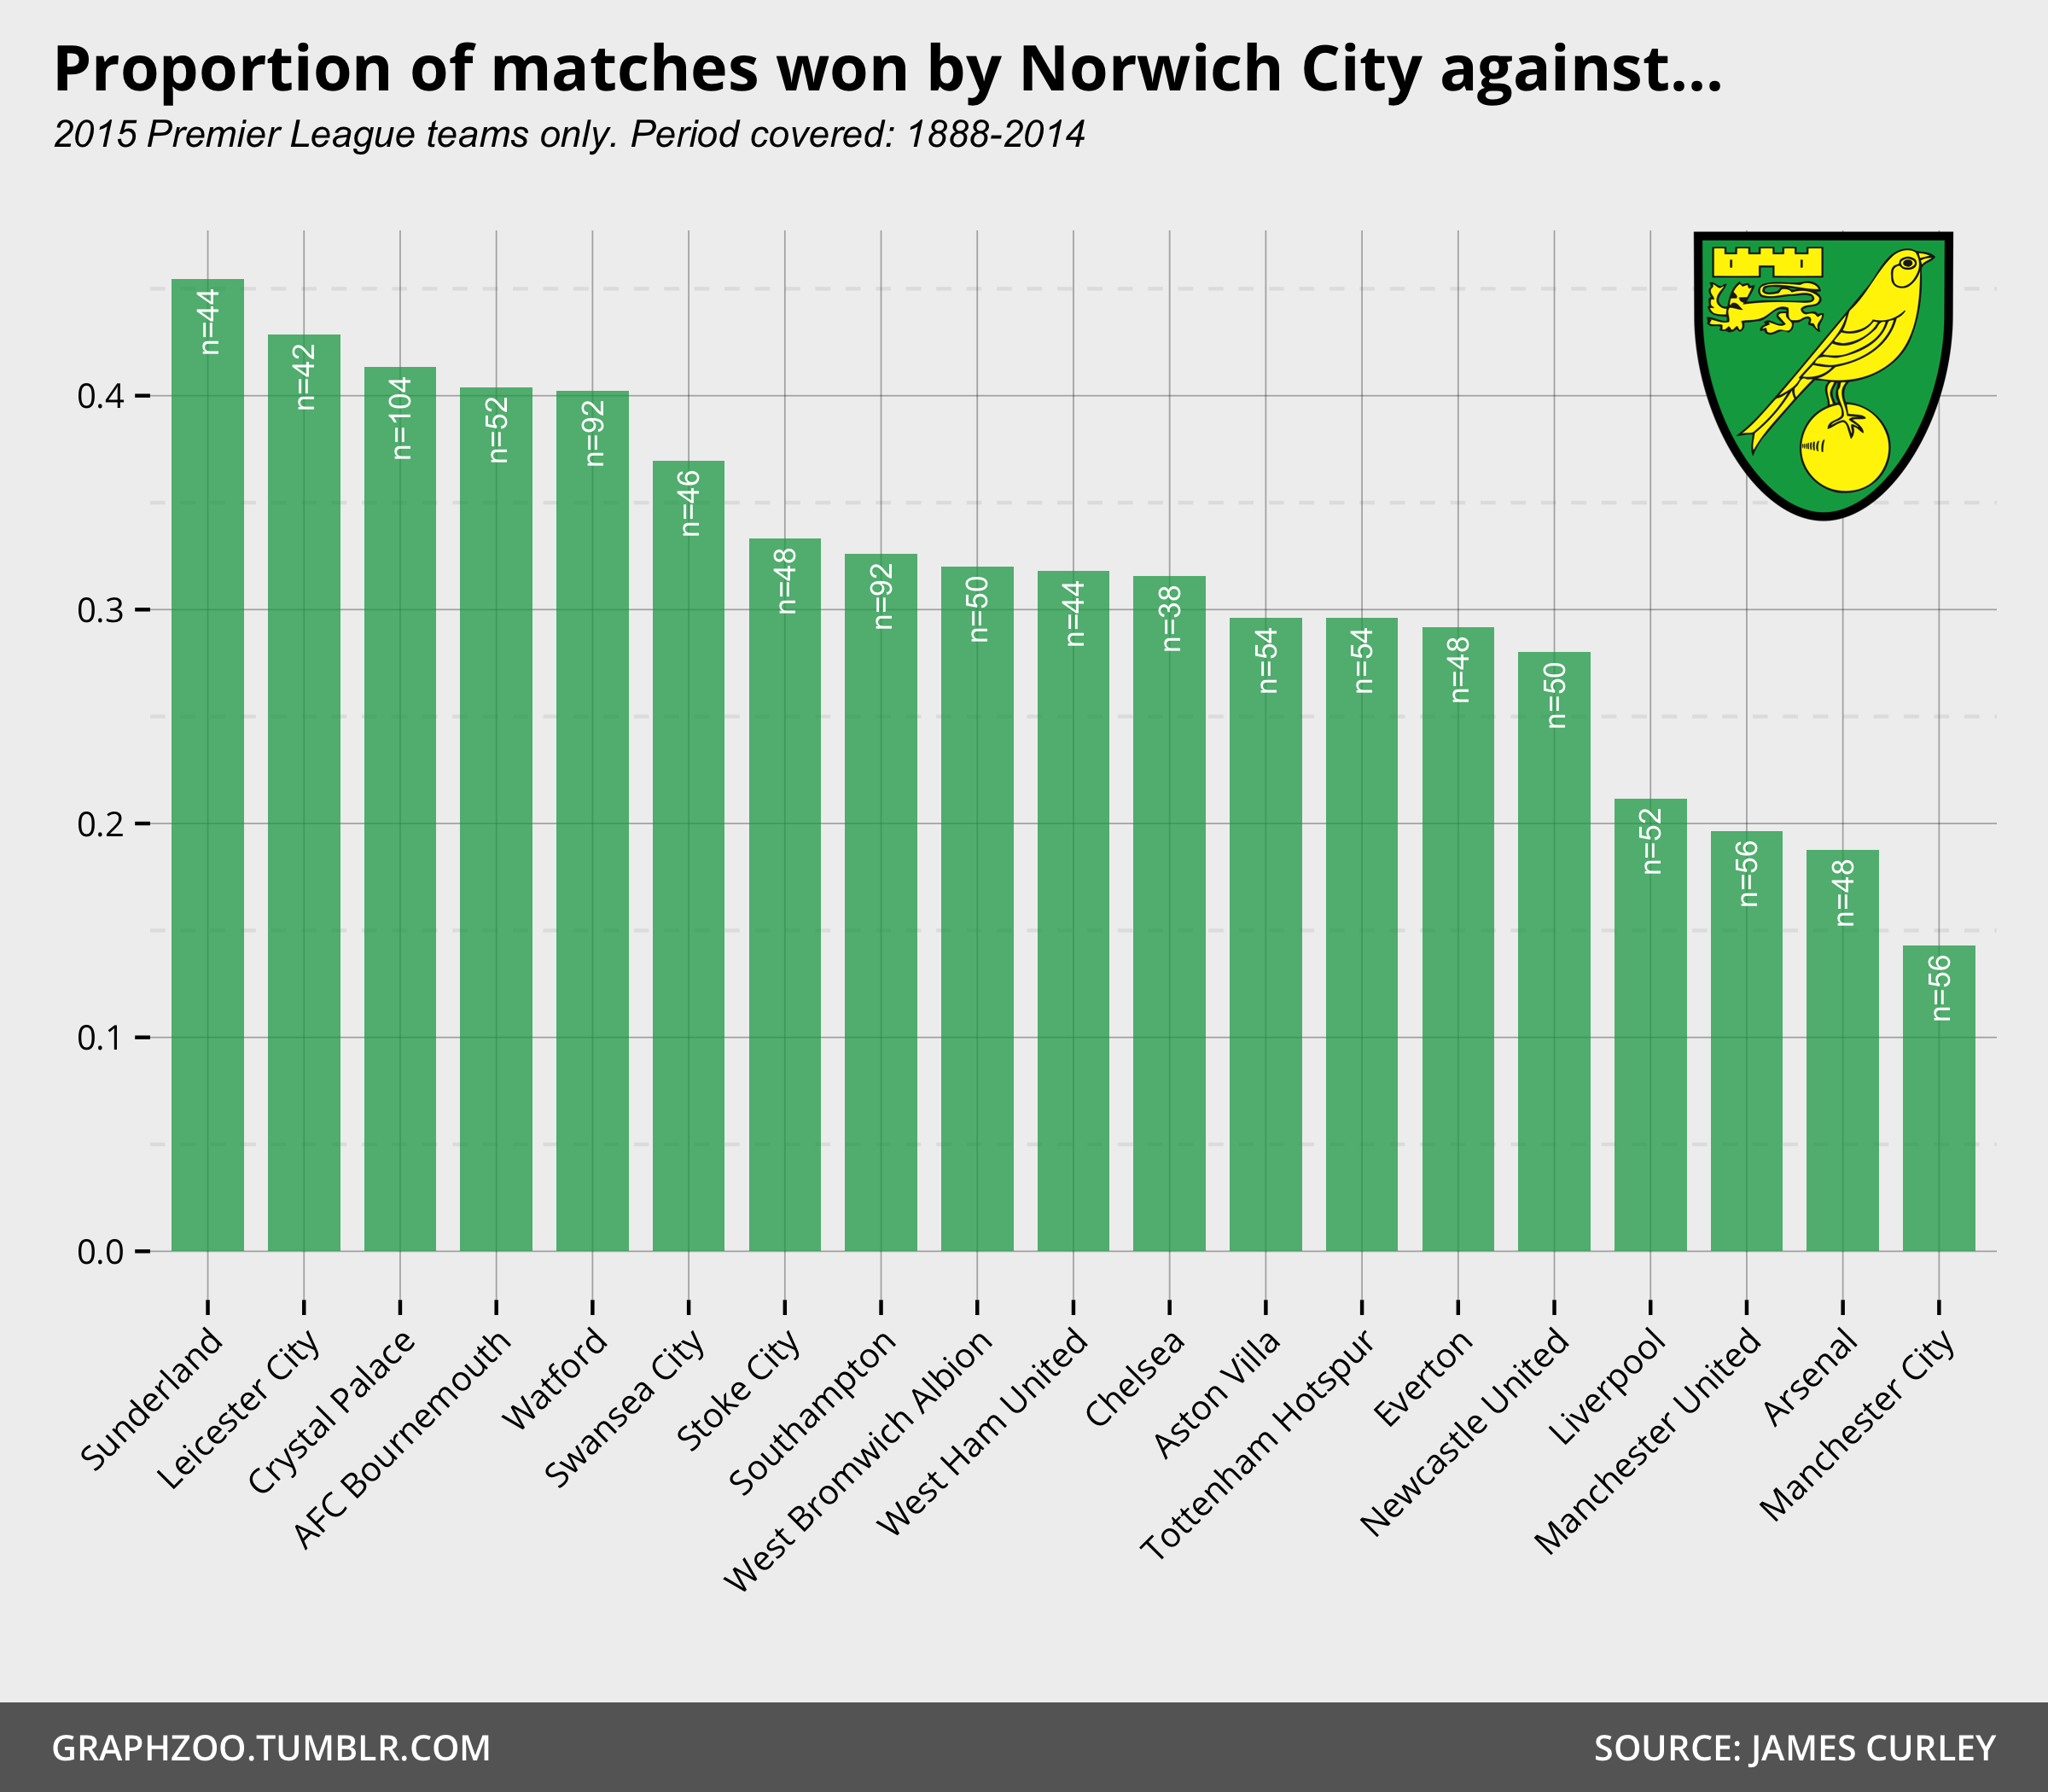 Proportion of matches won by Norwich City against...
2015 Premier League teams only. Period covered: 1888-2014
0.4
0.3
0.2
0.1
0.0
n=44
n=42
n=104
n=52
n=92
n=46
n=48
n=92
n=50
n=44
n=38
n=54
n=54
n=48
n=50
n=52
n=56
n=48
n=56
Sunderland
Leicester City
Crystal Palace
AFC Bournemouth
Watford
Swansea City
Stoke City
Southampton
West Bromwich Albion
West Ham United
Chelsea
Aston Villa
Tottenham Hotspur
Everton
Newcastle United
Liverpool
Manchester United
Arsenal
Manchester City
GRAPHZOO.TUMBLR.COM
SOURCE: JAMES CURLEY